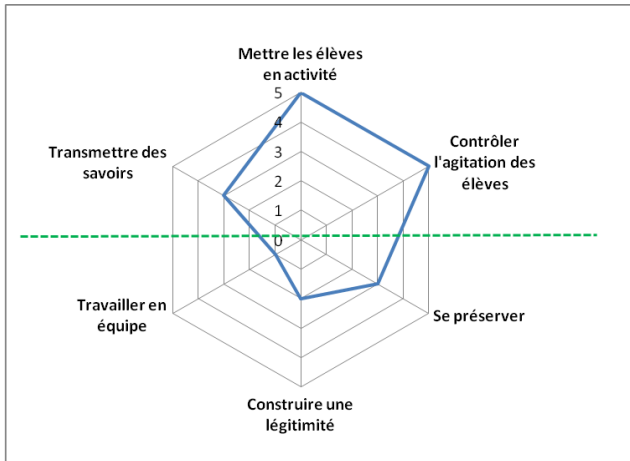 Mettre les élèves
en activité
5
4
3
2
1
0
Contrôler
l'agitation des
élèves
Se préserver
Construire une
légitimité
Travailler en
équipe
Transmettre des
savoirs